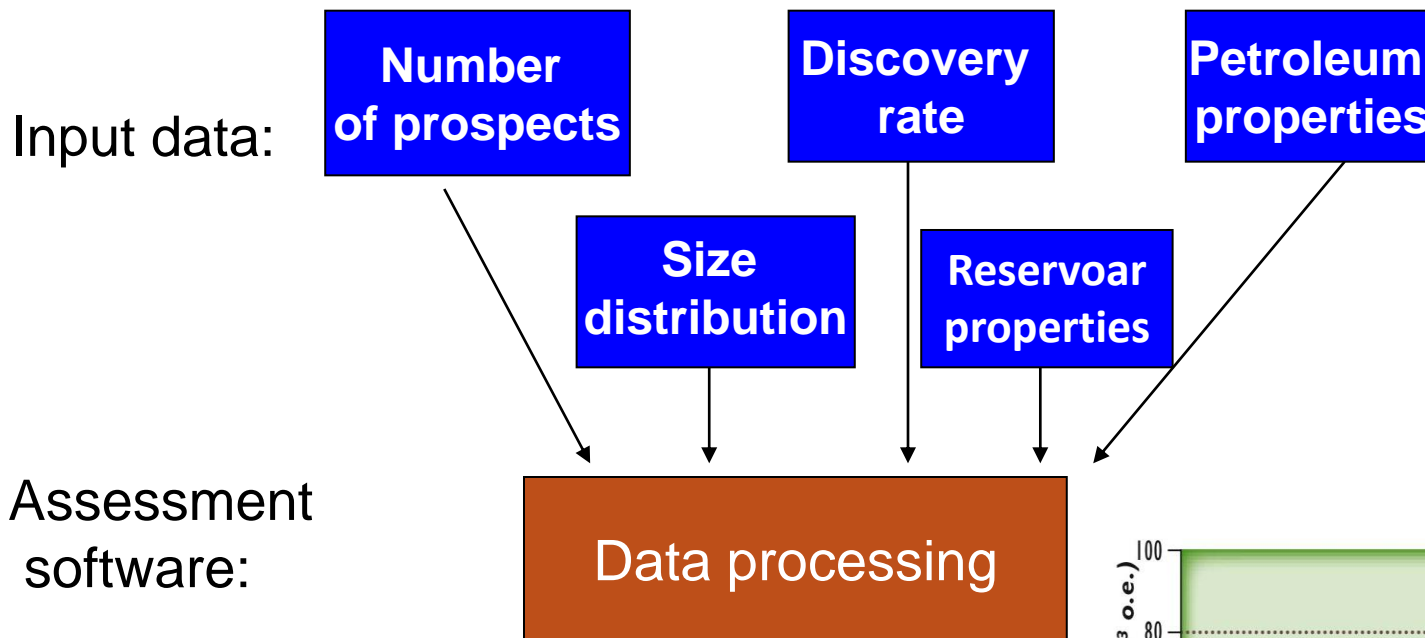 Input data:
Number
of prospects
Discovery
rate
Petroleum
properties
Size
distribution
Reservoar
properties
Assessment
software:
Data processing
100
80
³ o.e.)